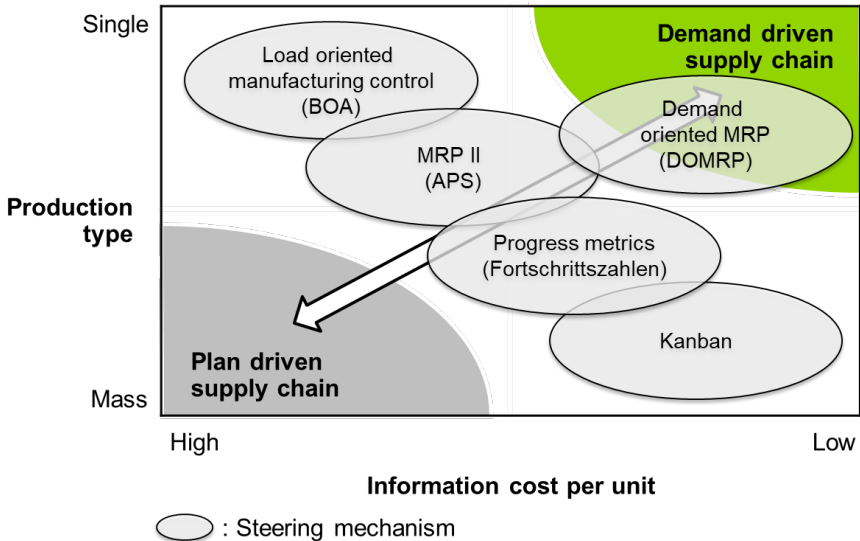 Single
Load oriented
manufacturing control
(BOA)
Demand driven
supply chain
Demand
oriented MRP
(DOMRP)
MRP II
(APS)
Production
type
Progress metrics
(Fortschrittszahlen)
Kanban
Plan driven
supply chain
Mass
High
Low
Information cost per unit
: Steering mechanism